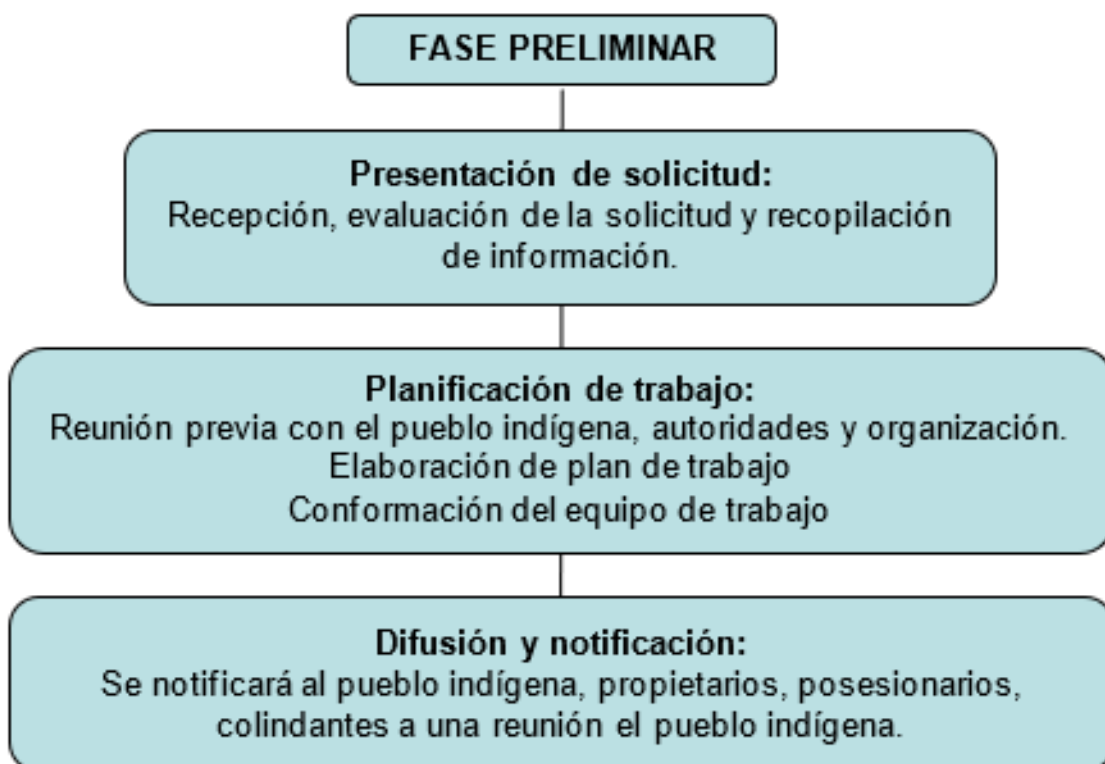 FASE PRELIMINAR
Presentación de solicitud:
Recepción, evaluación de la solicitud y recopilación
de información.
Planificación de trabajo:
Reunión previa con el pueblo indígena, autoridades y organización.
Elaboración de plan de trabajo
Conformación del equipo de trabajo
Difusión y notificación:
Se notificará al pueblo indígena, propietarios, posesionarios,
colindantes a una reunión el pueblo indígena.